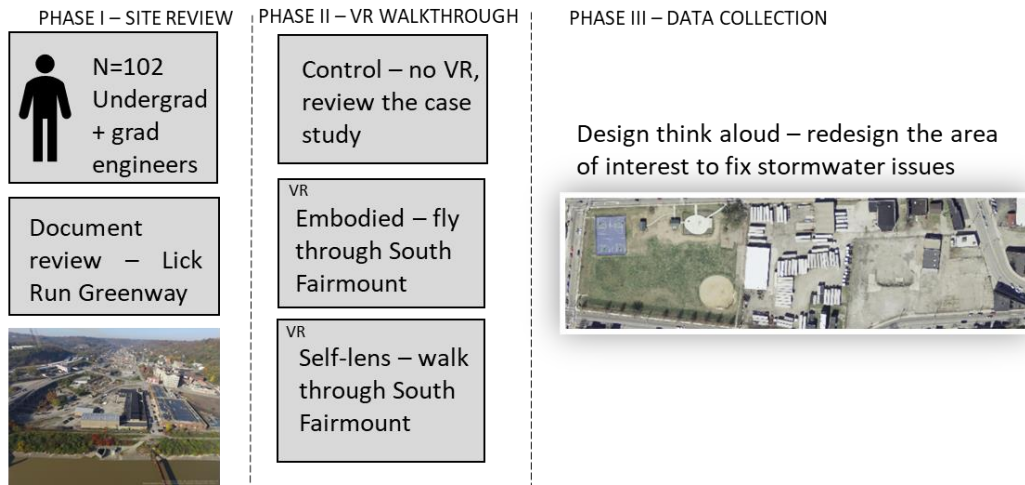 PHASE I – SITE REVIEW
N=102
Undergrad
+ grad
engineers
Document
review – Lick
Run Greenway
PHASE II – VR WALKTHROUGH
Control – no VR,
review the case
study
VR
Embodied – fly
through South
Fairmount
VR
Self-lens – walk
through South
Fairmount
PHASE III – DATA COLLECTION
Design think aloud – redesign the area
of interest to fix stormwater issues